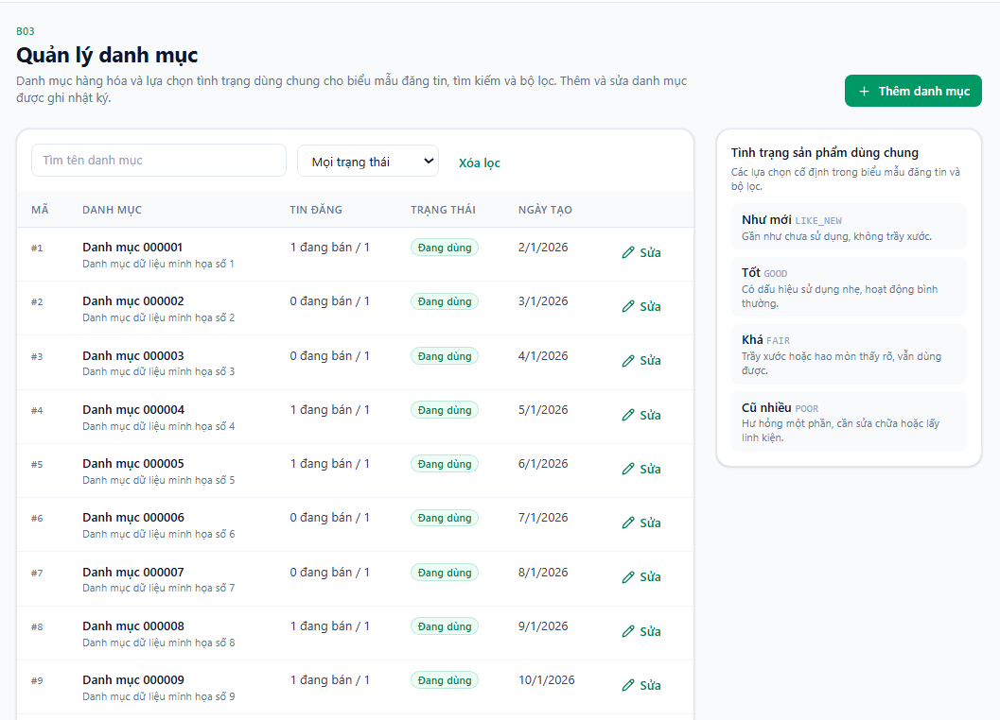 B03
Quản lý danh mục
Danh mục hàng hóa và lựa chọn tình trạng dùng chung cho biểu mẫu đăng tin, tìm kiếm và bộ lọc. Thêm và sửa danh mục
được ghi nhật ký.
+ Thêm danh mục
Tìm tên danh mục
Mọi trạng thái
Xóa lọc
MÃ DANH MỤC TIN ĐĂNG TRẠNG THÁI NGÀY TẠO
#1 Danh mục 000001 1 đang bán / 1 Đang dùng 2/1/2026 Sửa
Danh mục dữ liệu minh họa số 1
#2 Danh mục 000002 0 đang bán / 1 Đang dùng 3/1/2026 Sửa
Danh mục dữ liệu minh họa số 2
#3 Danh mục 000003 0 đang bán / 1 Đang dùng 4/1/2026 Sửa
Danh mục dữ liệu minh họa số 3
#4 Danh mục 000004 1 đang bán / 1 Đang dùng 5/1/2026 Sửa
Danh mục dữ liệu minh họa số 4
#5 Danh mục 000005 1 đang bán / 1 Đang dùng 6/1/2026 Sửa
Danh mục dữ liệu minh họa số 5
#6 Danh mục 000006 0 đang bán / 1 Đang dùng 7/1/2026 Sửa
Danh mục dữ liệu minh họa số 6
#7 Danh mục 000007 0 đang bán / 1 Đang dùng 8/1/2026 Sửa
Danh mục dữ liệu minh họa số 7
#8 Danh mục 000008 1 đang bán / 1 Đang dùng 9/1/2026 Sửa
Danh mục dữ liệu minh họa số 8
#9 Danh mục 000009 1 đang bán / 1 Đang dùng 10/1/2026 Sửa
Danh mục dữ liệu minh họa số 9
Tình trạng sản phẩm dùng chung
Các lựa chọn cố định trong biểu mẫu đăng tin và
bộ lọc.
Như mới LIKE_NEW
Gần như chưa sử dụng, không trầy xước.
Tốt GOOD
Có dấu hiệu sử dụng nhẹ, hoạt động bình
thường.
Khá FAIR
Trầy xước hoặc hao mòn thấy rõ, vẫn dùng
được.
Cũ nhiều POOR
Hư hỏng một phần, cần sửa chữa hoặc lấy
linh kiện.